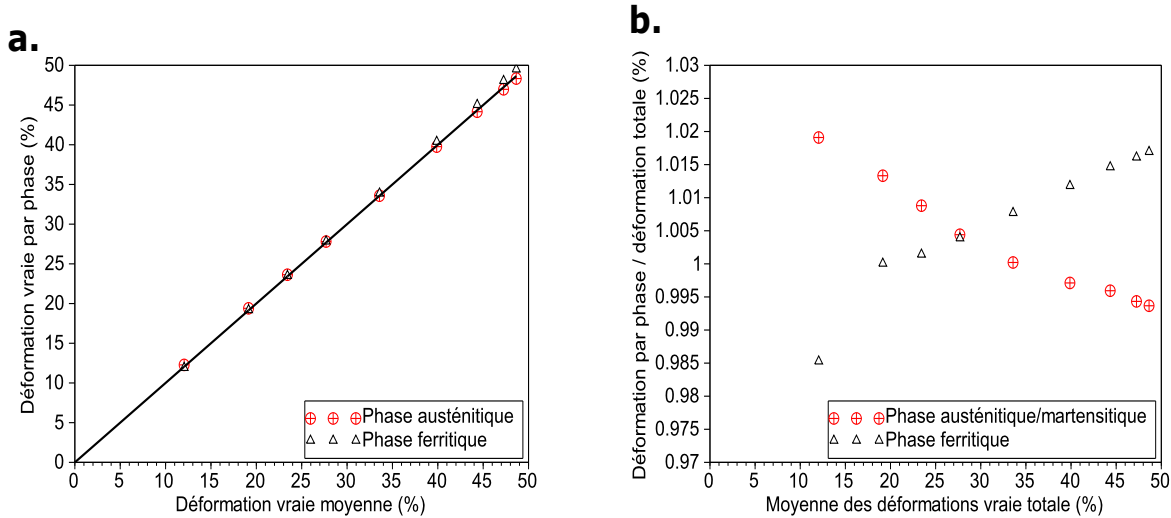 a.
Déformation vraie par phase (%)
50
45
40
35
30
25
20
15
10
5
0
Phase austénitique
Phase ferritique
0 5 10 15 20 25 30 35 40 45 50
Déformation vraie moyenne (%)
b.
Déformation par phase / déformation totale (%)
1.03
1.025
1.02
1.015
1.01
1.005
1
0.995
0.99
0.985
0.98
0.975
0.97
Phase austénitique/martensitique
Phase ferritique
0 5 10 15 20 25 30 35 40 45 50
Moyenne des déformations vraie totale (%)